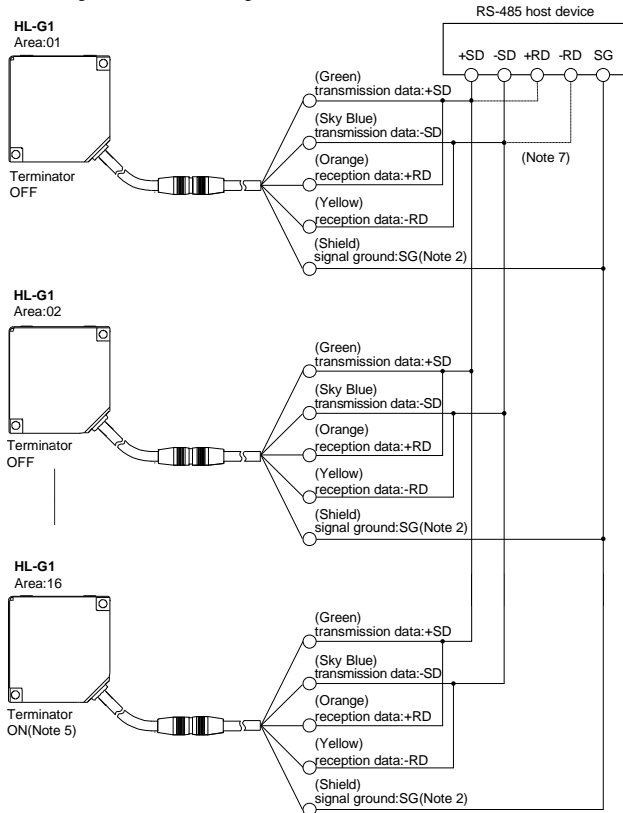 RS-485 host device
+SD -SD +RD -RD SG
(Note 7)
HL-G1
Area:01
Terminator
OFF
(Green)
transmission data:+SD
(Sky Blue)
transmission data:-SD
(Orange)
reception data:+RD
(Yellow)
reception data:-RD
(Shield)
signal ground:SG(Note 2)
HL-G1
Area:02
Terminator
OFF
(Green)
transmission data:+SD
(Sky Blue)
transmission data:-SD
(Orange)
reception data:+RD
(Yellow)
reception data:-RD
(Shield)
signal ground:SG(Note 2)
HL-G1
Area:16
Terminator
ON(Note 5)
(Green)
transmission data:+SD
(Sky Blue)
transmission data:-SD
(Orange)
reception data:+RD
(Yellow)
reception data:-RD
(Shield)
signal ground:SG(Note 2)